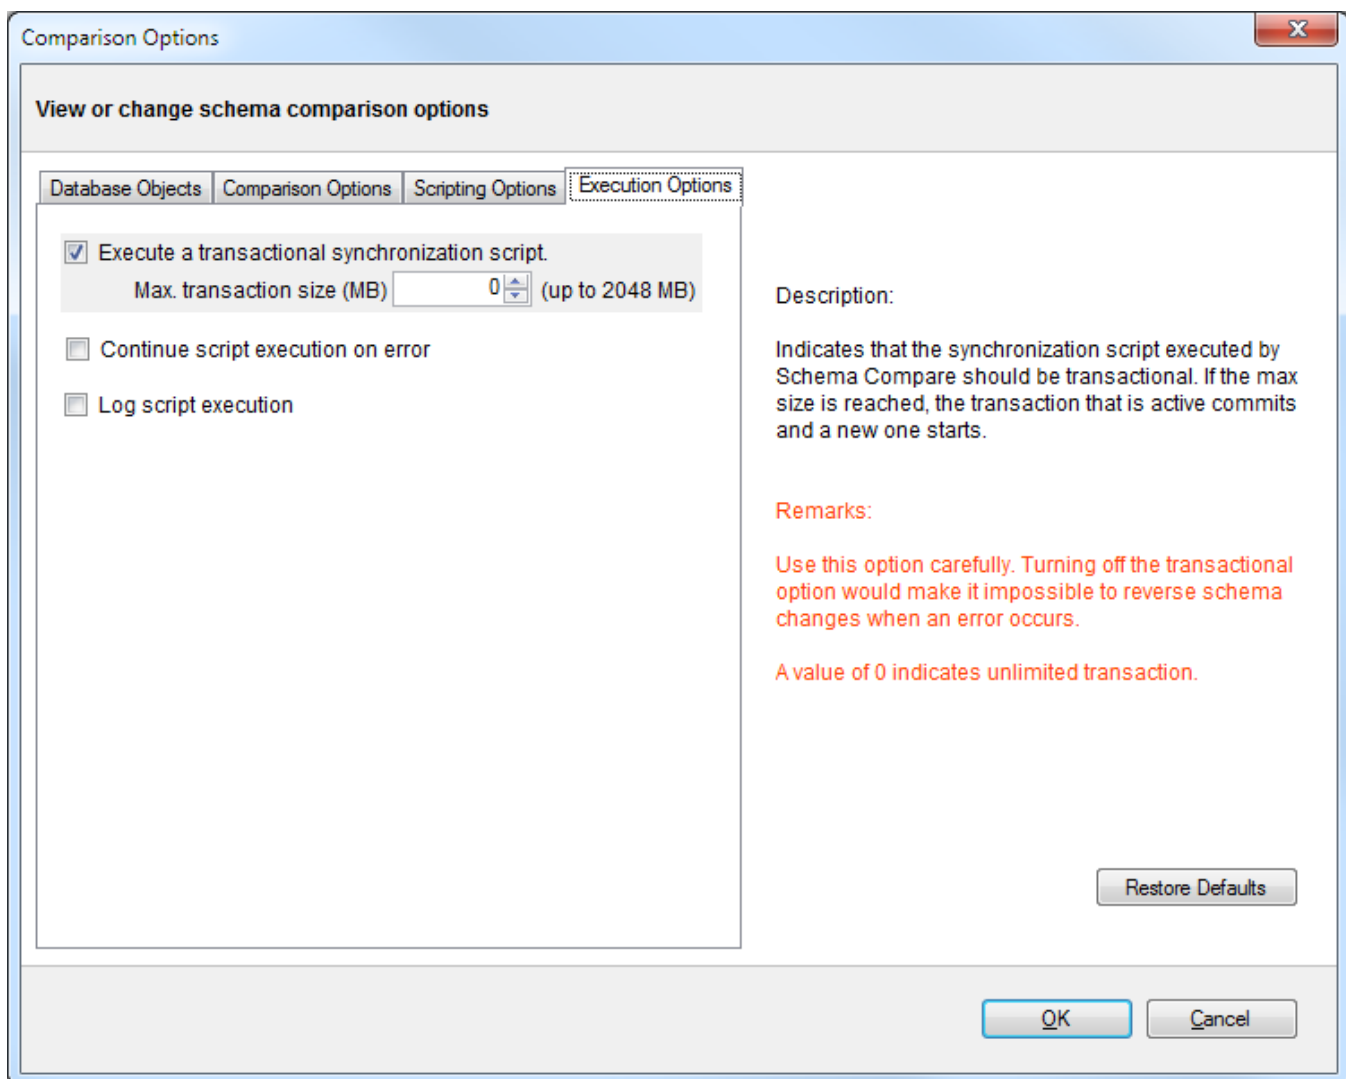 Comparison Options
View or change schema comparison options
Database Objects Comparison Options Scripting Options Execution Options
Execute a transactional synchronization script.
Max. transaction size (MB) 0 (up to 2048 MB)
Continue script execution on error
Log script execution
Description:
Indicates that the synchronization script executed by
Schema Compare should be transactional. If the max
size is reached, the transaction that is active commits
and a new one starts.
Remarks:
Use this option carefully. Turning off the transactional
option would make it impossible to reverse schema
changes when an error occurs.
A value of 0 indicates unlimited transaction.
Restore Defaults
OK Cancel